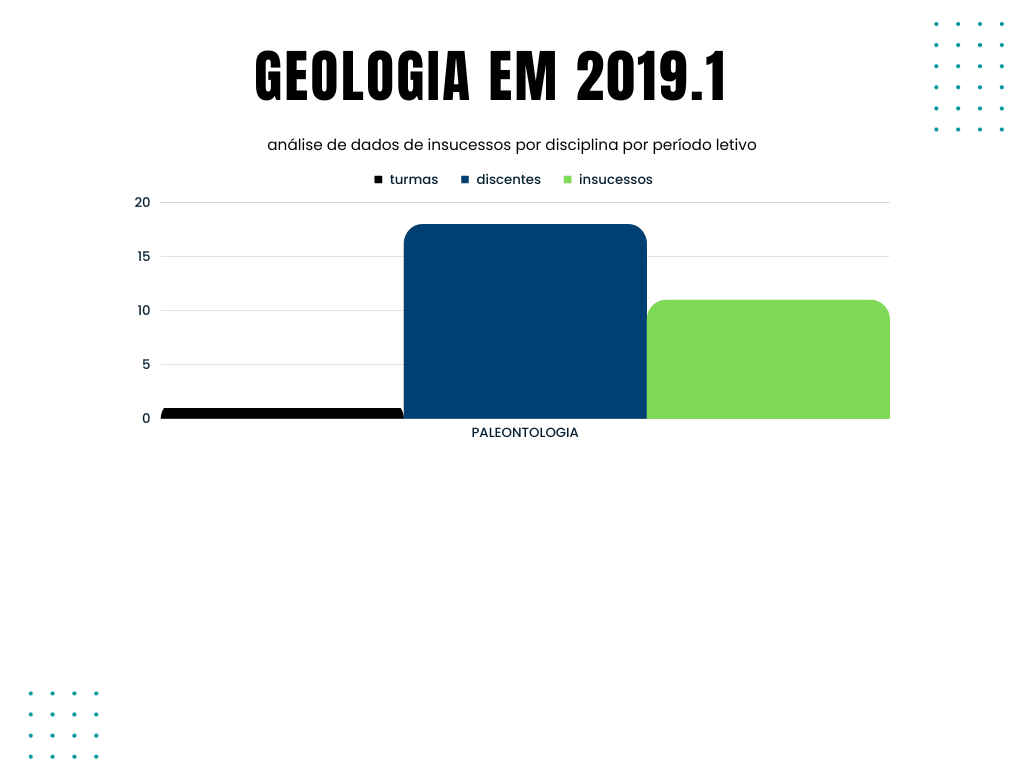 GEOLOGIA EM 2019.1
análise de dados de insucessos por disciplina por período letivo
turmas discentes insucessos
20
15
10
5
0
PALEONTOLOGIA